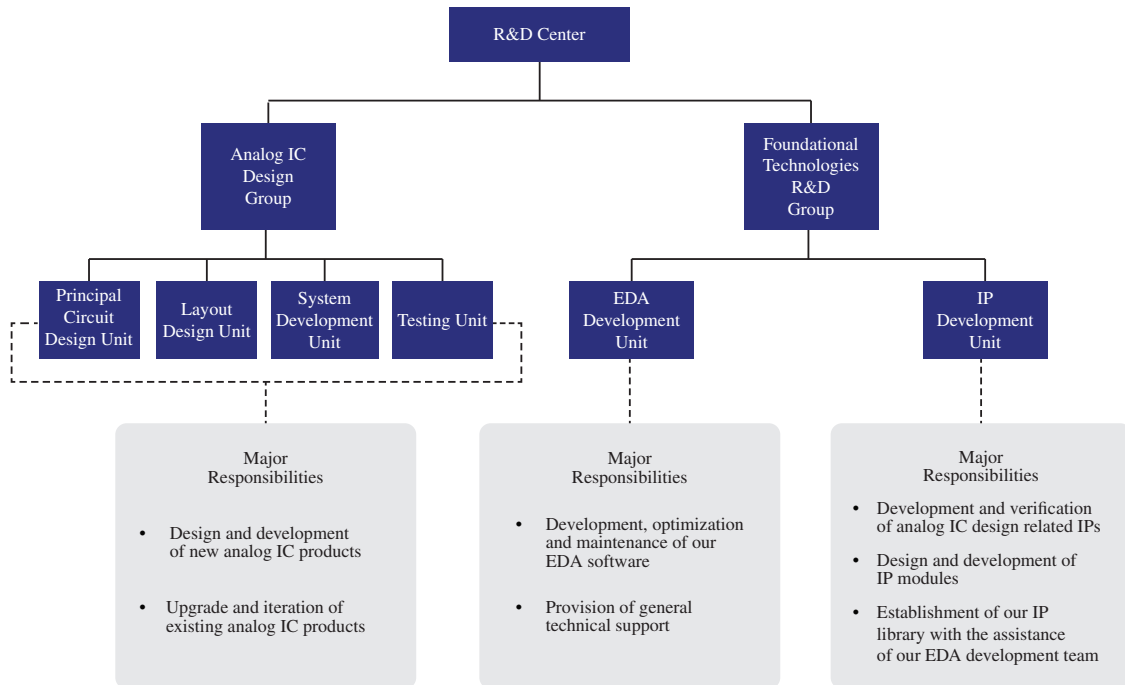 R&D Center
Analog IC
Design
Group
Foundational
Technologies
R&D
Group
Principal
Circuit
Design Unit
Layout
Design Unit
System
Development
Unit
Testing Unit
EDA
Development
Unit
IP
Development
Unit
Major
Responsibilities
• Design and development
of new analog IC products
• Upgrade and iteration of
existing analog IC products
Major
Responsibilities
• Development, optimization
and maintenance of our
EDA software
• Provision of general
technical support
Major
Responsibilities
• Development and verification
of analog IC design related IPs
• Design and development of
IP modules
• Establishment of our IP
library with the assistance
of our EDA development team